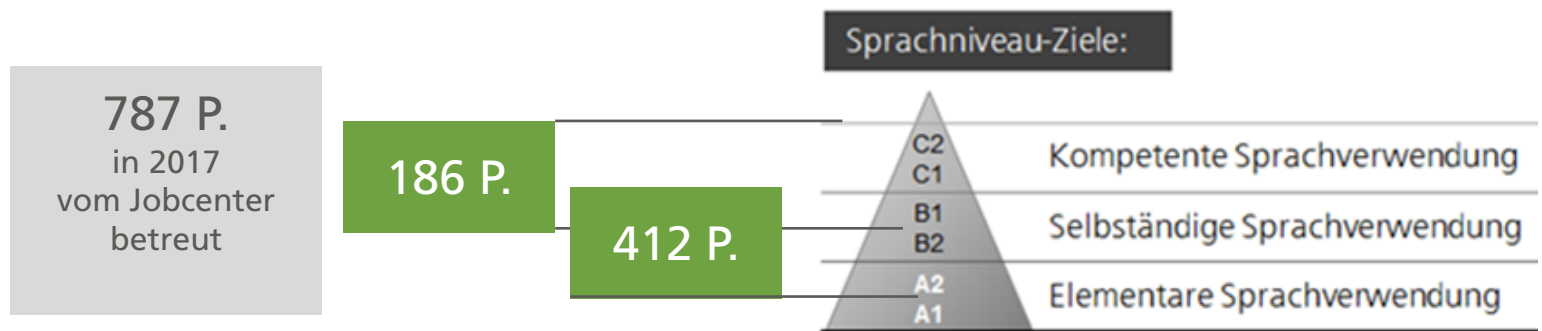 Sprachniveau-Ziele:
787 P.
in 2017
vom Jobcenter
betreut
186 P.
412 P.
C2
C1
Kompetente Sprachverwendung
B1
B2
Selbständige Sprachverwendung
A2
A1
Elementare Sprachverwendung